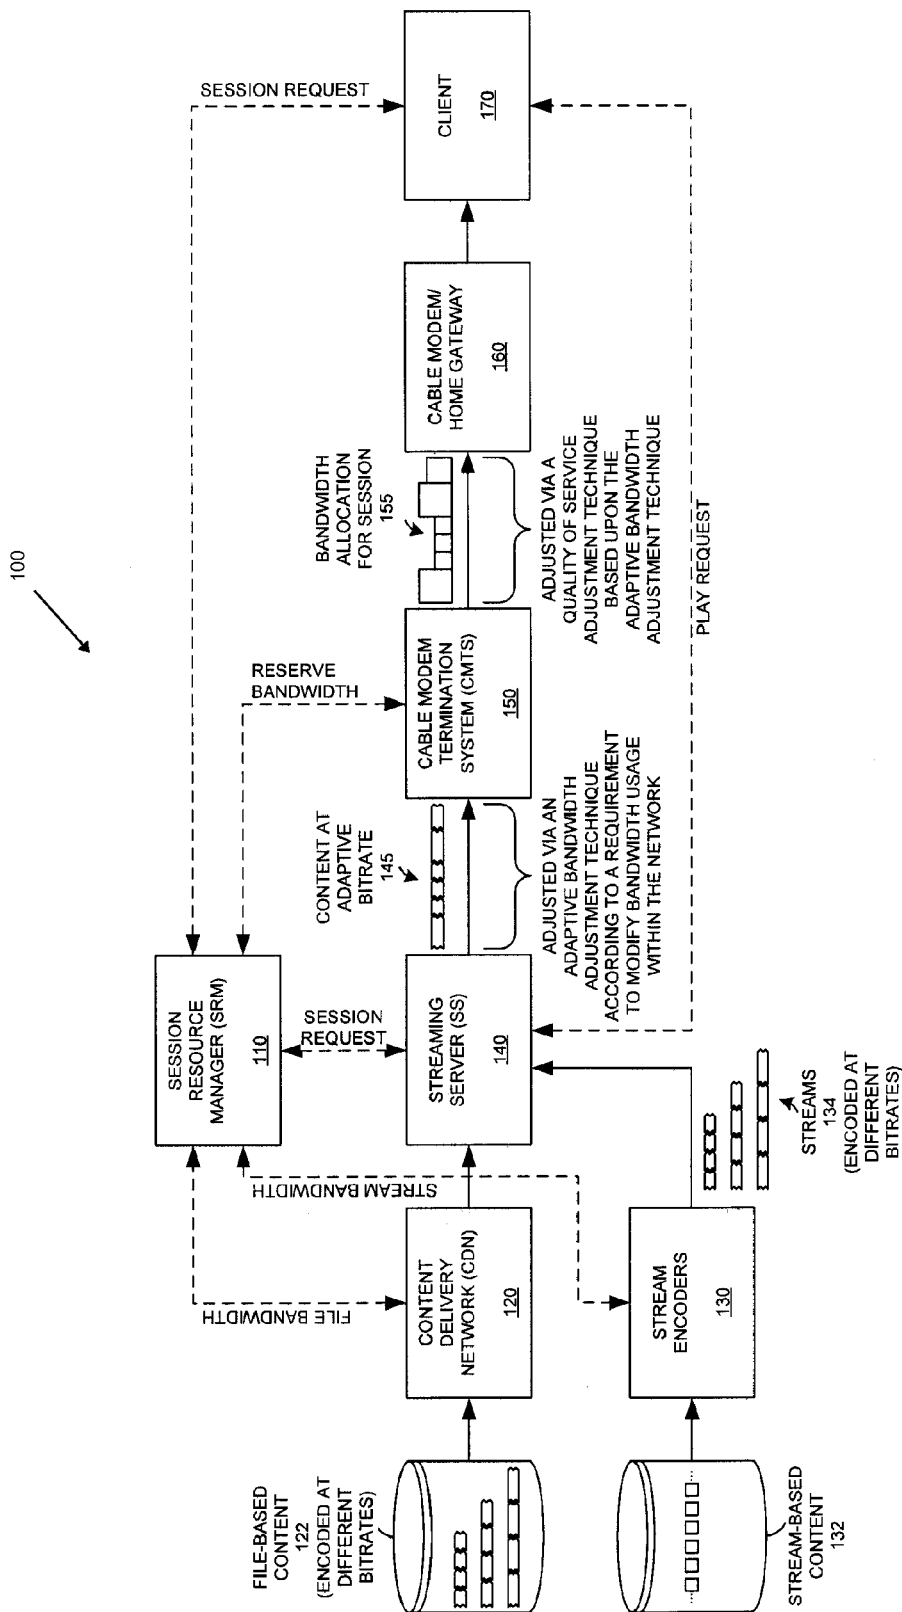 100
SESSION REQUEST
SESSION
RESOURCE
MANAGER (SRM)
110
RESERVE
BANDWIDTH
FILE BANDWIDTH
STREAM BANDWIDTH
SESSION
REQUEST
FILE-BASED
CONTENT
122
(ENCODED AT
DIFFERENT
BITRATES)
CONTENT
DELIVERY
NETWORK (CDN)
120
STREAMING
SERVER (SS)
140
CONTENT AT
ADAPTIVE
BITRATE
145
CABLE MODEM
TERMINATION
SYSTEM (CMTS)
150
BANDWIDTH
ALLOCATION
FOR SESSION
155
CABLE MODEM/
HOME GATEWAY
160
CLIENT
170
ADJUSTED VIA AN
ADAPTIVE BANDWIDTH
ADJUSTMENT TECHNIQUE
ACCORDING TO A REQUIREMENT
TO MODIFY BANDWIDTH USAGE
WITHIN THE NETWORK
ADJUSTED VIA A
QUALITY OF SERVICE
ADJUSTMENT TECHNIQUE
BASED UPON THE
ADAPTIVE BANDWIDTH
ADJUSTMENT TECHNIQUE
PLAY REQUEST
STREAM
ENCODERS
130
STREAMS
134
(ENCODED AT
DIFFERENT
BITRATES)
STREAM-BASED
CONTENT
132